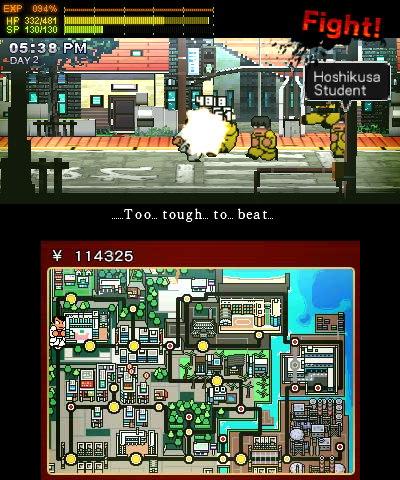 EXP 094%
HP 332/481
SP 130/130
Fight!
05:38 PM
DAY 2
Hoshikusa
Student
……Too… tough… to… beat…
¥ 114325